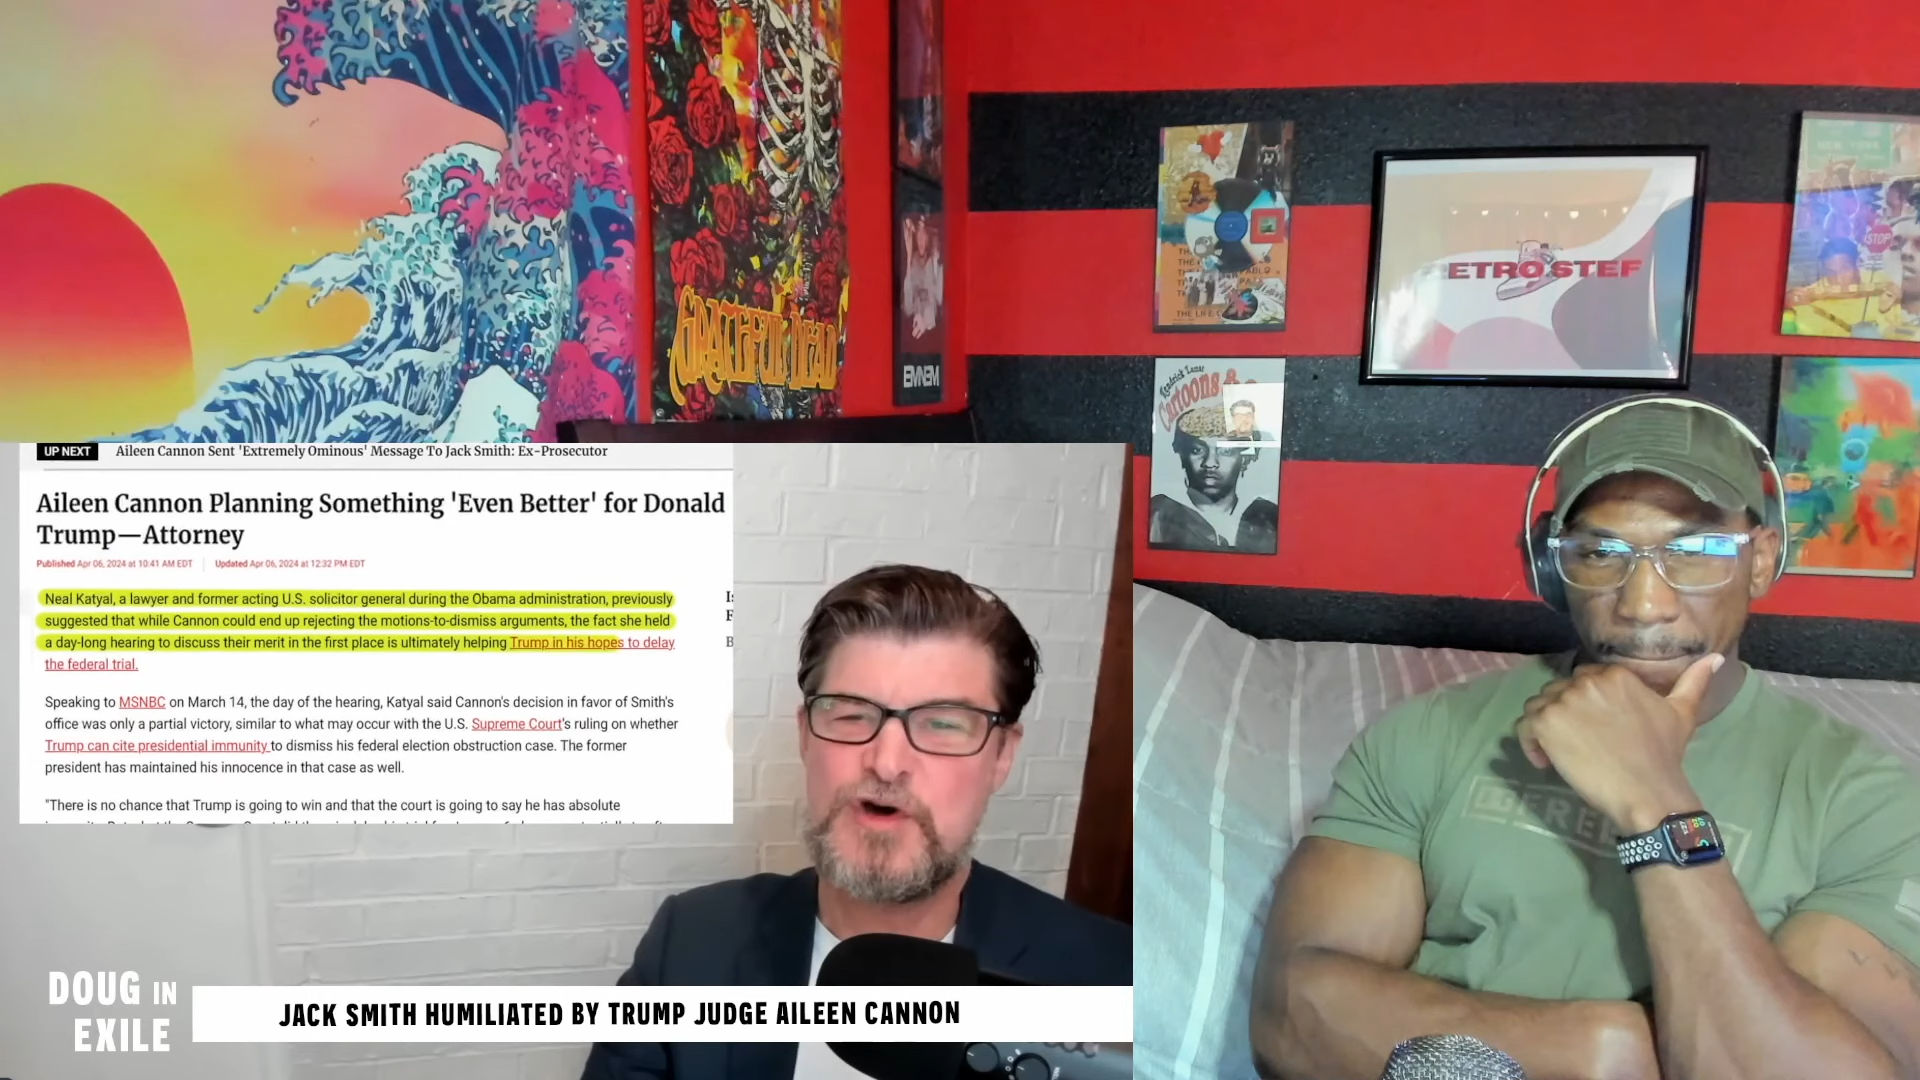 GRATEFUL DEAD
EMINEM
THE LIFE
Kendrick Lamar
Cartoons &
NEW YORK
STOP
ETRO STEF
UP NEXT Aileen Cannon Sent 'Extremely Ominous' Message To Jack Smith: Ex-Prosecutor
Aileen Cannon Planning Something 'Even Better' for Donald
Trump—Attorney
Published Apr 06, 2024 at 10:41 AM EDT Updated Apr 06, 2024 at 12:32 PM EDT
Neal Katyal, a lawyer and former acting U.S. solicitor general during the Obama administration, previously
suggested that while Cannon could end up rejecting the motions-to-dismiss arguments, the fact she held
a day-long hearing to discuss their merit in the first place is ultimately helping Trump in his hopes to delay
the federal trial.
Speaking to MSNBC on March 14, the day of the hearing, Katyal said Cannon's decision in favor of Smith's
office was only a partial victory, similar to what may occur with the U.S. Supreme Court's ruling on whether
Trump can cite presidential immunity to dismiss his federal election obstruction case. The former
president has maintained his innocence in that case as well.
"There is no chance that Trump is going to win and that the court is going to say he has absolute
DOUG IN
EXILE
JACK SMITH HUMILIATED BY TRUMP JUDGE AILEEN CANNON